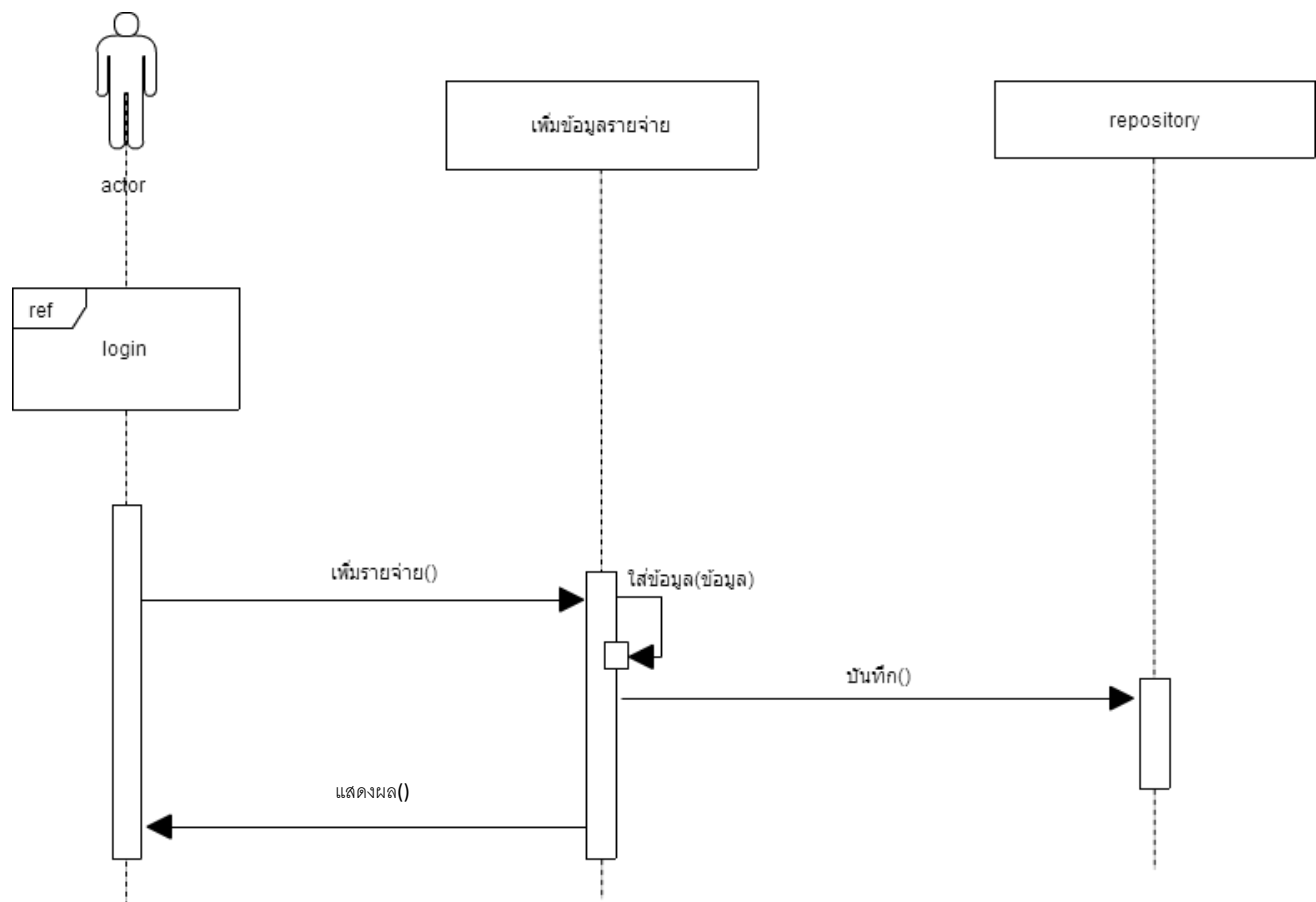 actor
เพิ่มข้อมูลรายจ่าย
repository
ref
login
เพิ่มรายจ่าย()
ใส่ข้อมูล(ข้อมูล)
บันทึก()
แสดงผล()